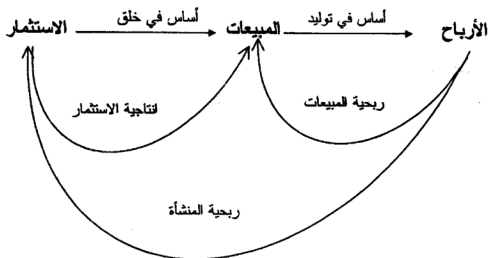 الاستثمار أساس في خلق المبيعات أساس في توليد الأرباح
انتاجية الاستثمار
ربحية المبيعات
ربحية المنشأة